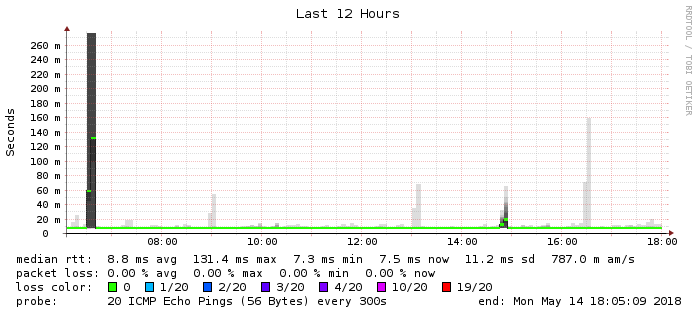 Last 12 Hours
RRDTOOL / TOBI OETIKER
Seconds
260 m
240 m
220 m
200 m
180 m
160 m
140 m
120 m
100 m
80 m
60 m
40 m
20 m
0
08:00 10:00 12:00 14:00 16:00 18:00
median rtt: 8.8 ms avg 131.4 ms max 7.3 ms min 7.5 ms now 11.2 ms sd 787.0 m am/s
packet loss: 0.00 % avg 0.00 % max 0.00 % min 0.00 % now
loss color: 0 1/20 2/20 3/20 4/20 10/20 19/20
probe: 20 ICMP Echo Pings (56 Bytes) every 300s end: Mon May 14 18:05:09 2018